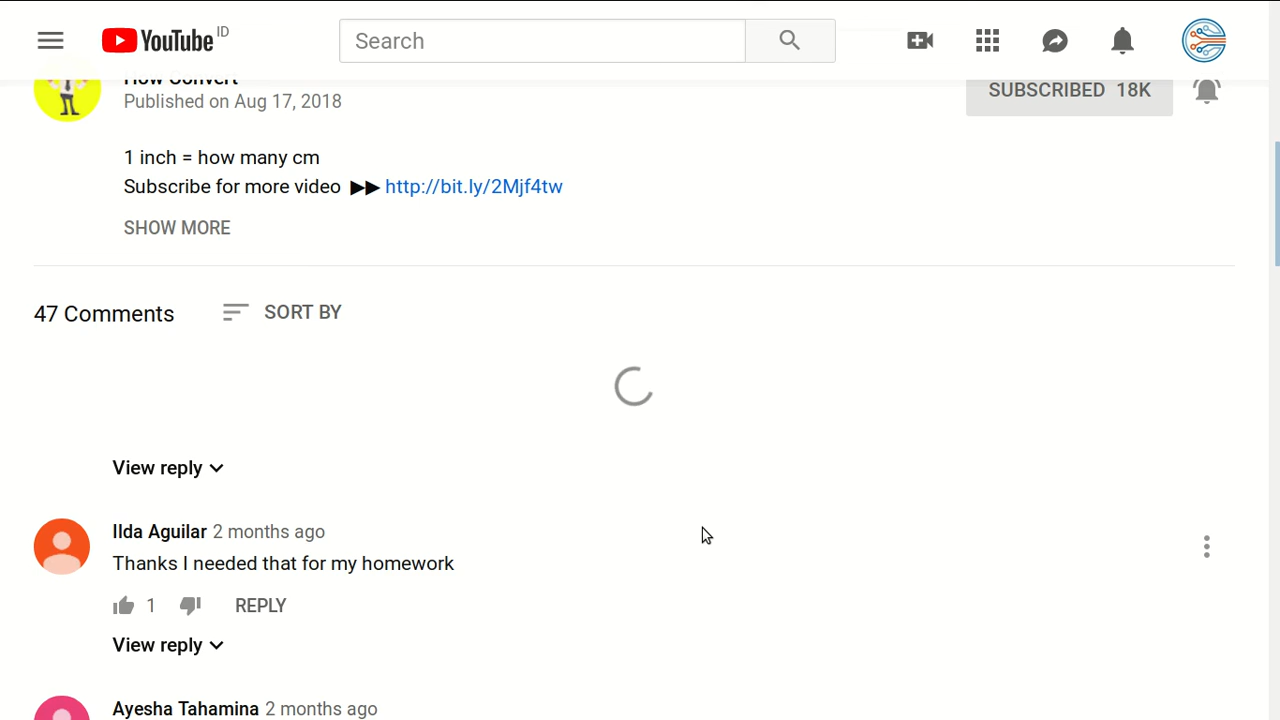 YouTube ID
Search
How Convert
Published on Aug 17, 2018
SUBSCRIBED 18K
1 inch = how many cm
Subscribe for more video ▶▶ http://bit.ly/2Mjf4tw
SHOW MORE
47 Comments SORT BY
View reply
Ilda Aguilar 2 months ago
Thanks I needed that for my homework
1 REPLY
View reply
Ayesha Tahamina 2 months ago